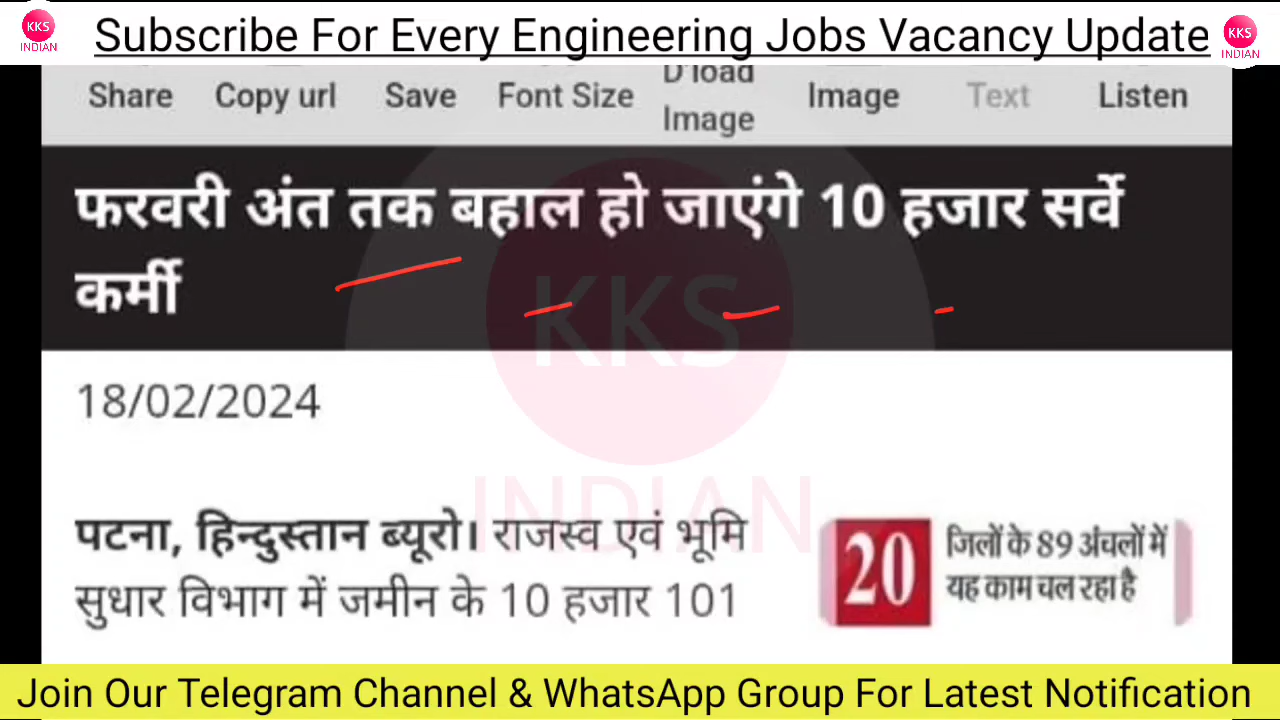 KKS
INDIAN
Subscribe For Every Engineering Jobs Vacancy Update
KKS
INDIAN
Share Copy url Save Font Size D'load Image Image Text Listen
फरवरी अंत तक बहाल हो जाएंगे 10 हजार सर्वे
कर्मी
KKS
INDIAN
18/02/2024
पटना, हिन्दुस्तान ब्यूरो। राजस्व एवं भूमि
सुधार विभाग में जमीन के 10 हजार 101
20 जिलों के 89 अंचलों में
यह काम चल रहा है
Join Our Telegram Channel & WhatsApp Group For Latest Notification